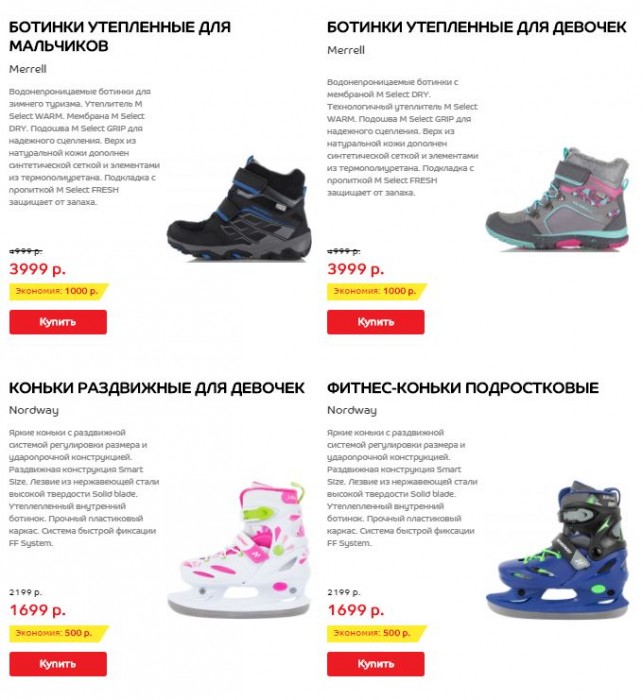 БОТИНКИ УТЕПЛЕННЫЕ ДЛЯ
МАЛЬЧИКОВ
Merrell
Водонепроницаемые ботинки для
зимнего туризма. Утеплитель M
Select WARM. Мембрана M Select
DRY. Подошва M Select GRIP для
надежного сцепления. Верх из
натуральной кожи дополнен
синтетической сеткой и элементами
из термополиуретана. Подкладка с
пропиткой M Select FRESH
защищает от запаха.
4999 р.
3999 р.
Экономия: 1000 р.
Купить
БОТИНКИ УТЕПЛЕННЫЕ ДЛЯ ДЕВОЧЕК
Merrell
Водонепроницаемые ботинки с
мембраной M Select DRY.
Технологичный утеплитель M Select
WARM. Подошва M Select GRIP для
надежного сцепления. Верх из
натуральной кожи дополнен
синтетической сеткой и элементами
из термополиуретана. Подкладка с
пропиткой M Select FRESH
защищает от запаха.
4999 р.
3999 р.
Экономия: 1000 р.
Купить
КОНЬКИ РАЗДВИЖНЫЕ ДЛЯ ДЕВОЧЕК
Nordway
Яркие коньки с раздвижной
системой регулировки размера и
ударопрочной конструкцией.
Раздвижная конструкция Smart
Size. Лезвие из нержавеющей стали
высокой твердости Solid blade.
Утеплепленный внутренний
ботинок. Прочный пластиковый
каркас. Система быстрой фиксации
FF System.
2199 р.
1699 р.
Экономия: 500 р.
Купить
ФИТНЕС-КОНЬКИ ПОДРОСТКОВЫЕ
Nordway
Яркие коньки с раздвижной
системой регулировки размера и
ударопрочной конструкцией.
Раздвижная конструкция Smart
Size. Лезвие из нержавеющей стали
высокой твердости Solid blade.
Утеплепленный внутренний
ботинок. Прочный пластиковый
каркас. Система быстрой фиксации
FF System.
2199 р.
1699 р.
Экономия: 500 р.
Купить